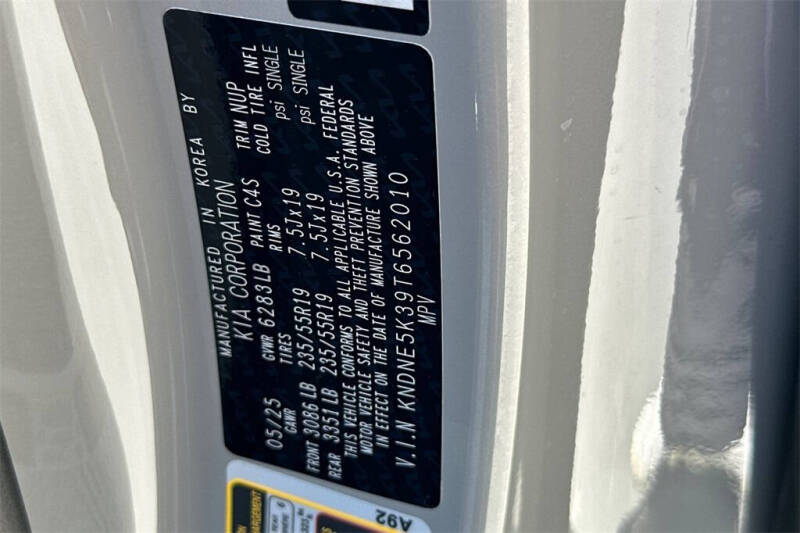 MANUFACTURED IN KOREA BY
KIA CORPORATION
05/25 GVWR 6283LB PAINT C4S TRIM NUP
GAWR TIRES RIMS COLD TIRE INFL
FRONT 3086LB 235/55R19 7.5Jx19 psi SINGLE
REAR 3351LB 235/55R19 7.5Jx19 psi SINGLE
THIS VEHICLE CONFORMS TO ALL APPLICABLE U.S.A. FEDERAL
MOTOR VEHICLE SAFETY AND THEFT PREVENTION STANDARDS
IN EFFECT ON THE DATE OF MANUFACTURE SHOWN ABOVE
V.I.N KNDNE5K39T6562010
MPV
A92